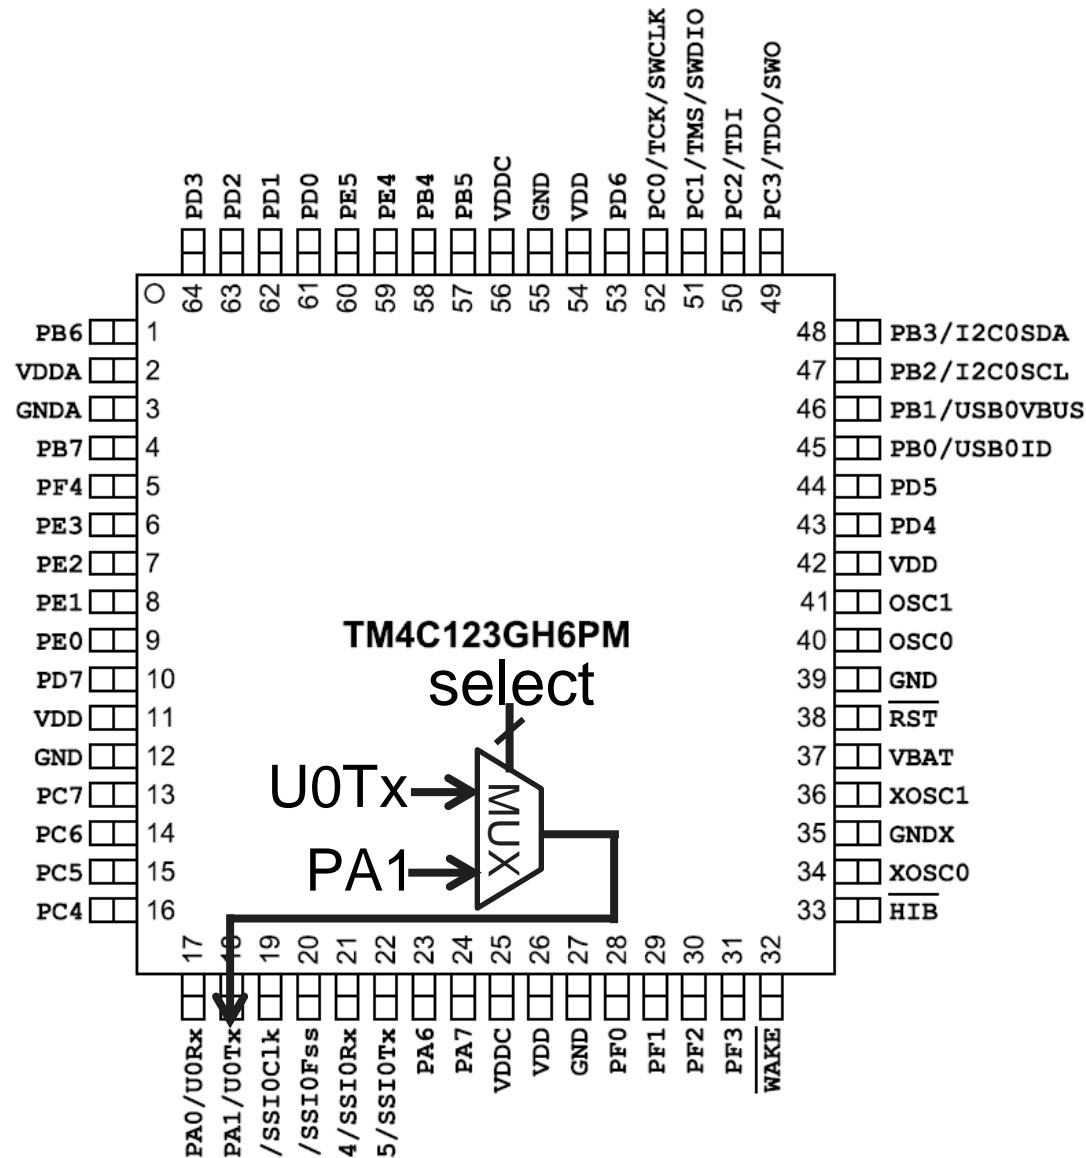 PD3
PD2
PD1
PD0
PE5
PE4
PB4
PB5
VDDC
GND
VDD
PD6
PC0/TCK/SWCLK
PC1/TMS/SWDIO
PC2/TDI
PC3/TDO/SWO
64
63
62
61
60
59
58
57
56
55
54
53
52
51
50
49
PB6 1
VDDA 2
GNDA 3
PB7 4
PF4 5
PE3 6
PE2 7
PE1 8
PE0 9
PD7 10
VDD 11
GND 12
PC7 13
PC6 14
PC5 15
PC4 16
48 PB3/I2C0SDA
47 PB2/I2C0SCL
46 PB1/USB0VBUS
45 PB0/USB0ID
44 PD5
43 PD4
42 VDD
41 OSC1
40 OSC0
39 GND
38 RST
37 VBAT
36 XOSC1
35 GNDX
34 XOSC0
33 HIB
TM4C123GH6PM
select
U0Tx
MUX
PA1
17
18
19
20
21
22
23
24
25
26
27
28
29
30
31
32
PA0/U0Rx
PA1/U0Tx
/SSI0Clk
/SSI0Fss
4/SSI0Rx
5/SSI0Tx
PA6
PA7
VDDC
VDD
GND
PF0
PF1
PF2
PF3
WAKE